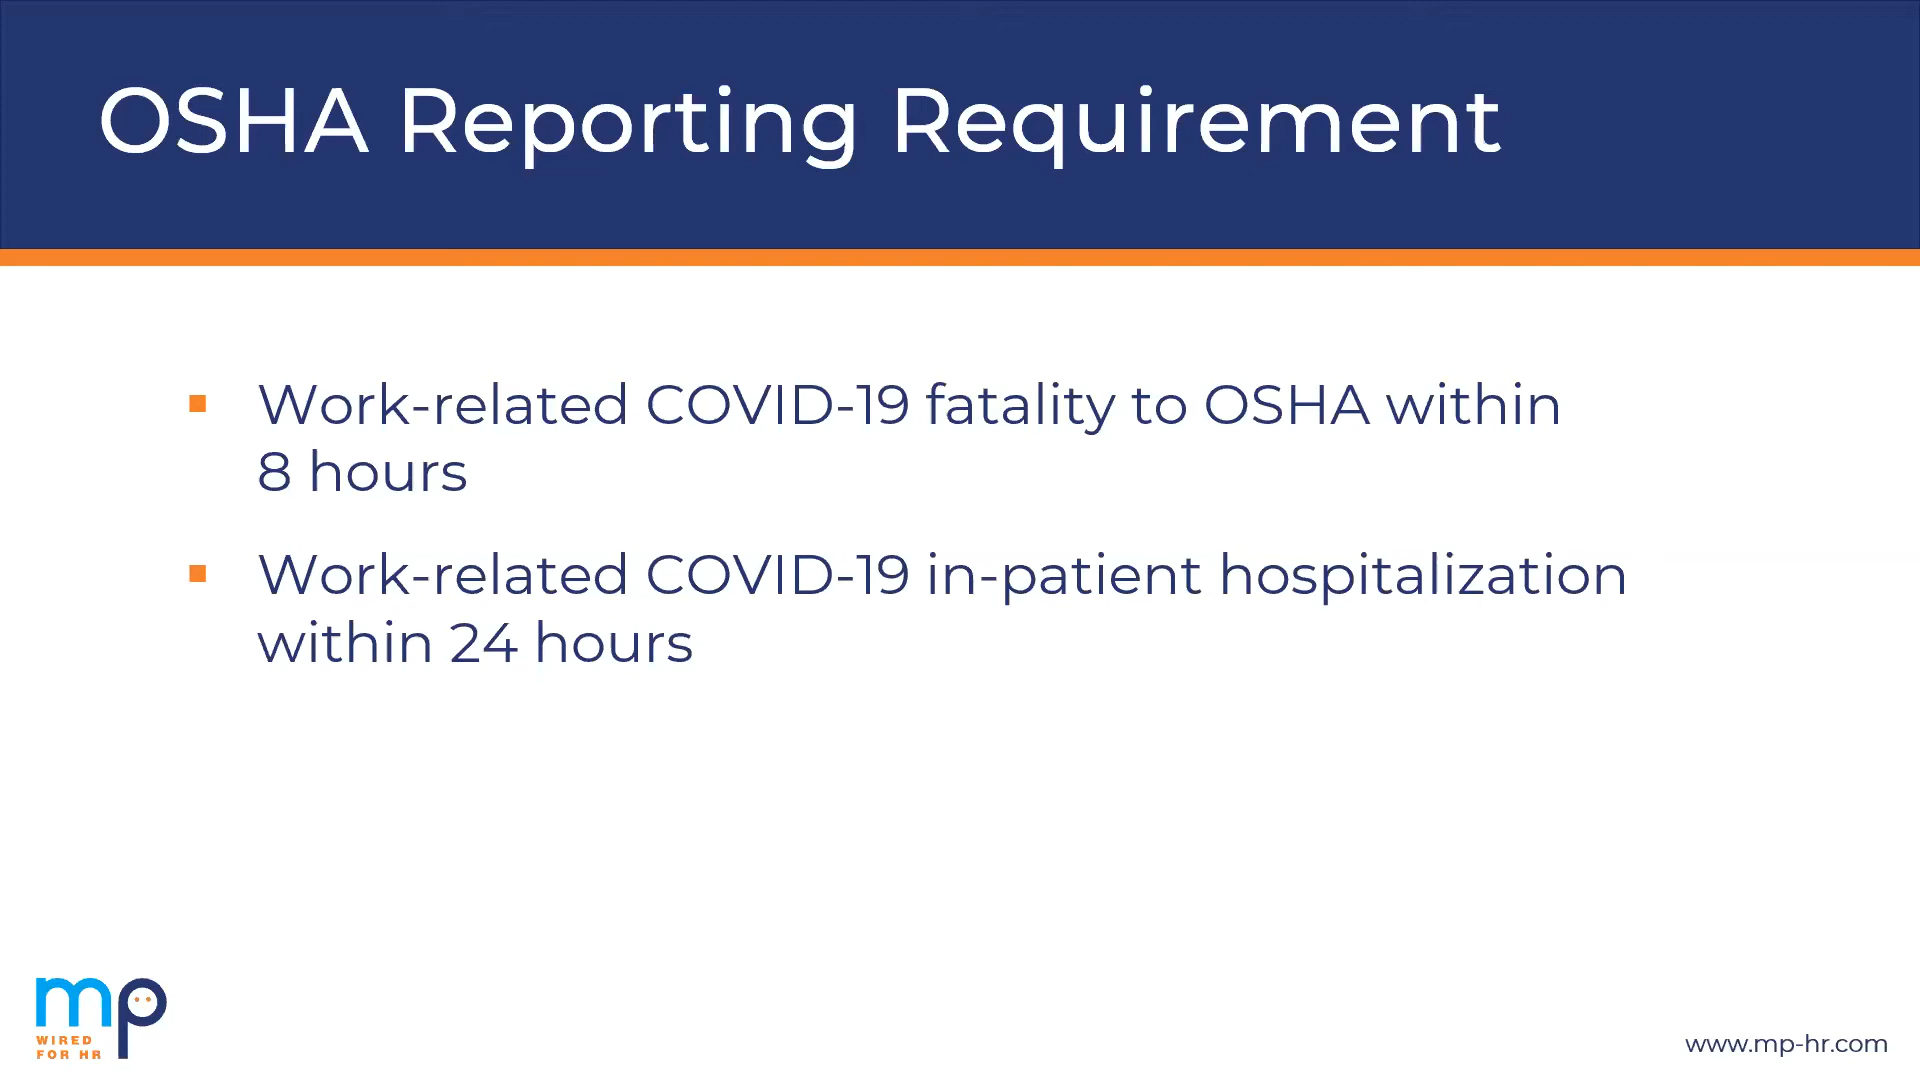 OSHA Reporting Requirement
Work-related COVID-19 fatality to OSHA within
8 hours
Work-related COVID-19 in-patient hospitalization
within 24 hours
mp
WIRED
FOR HR
www.mp-hr.com